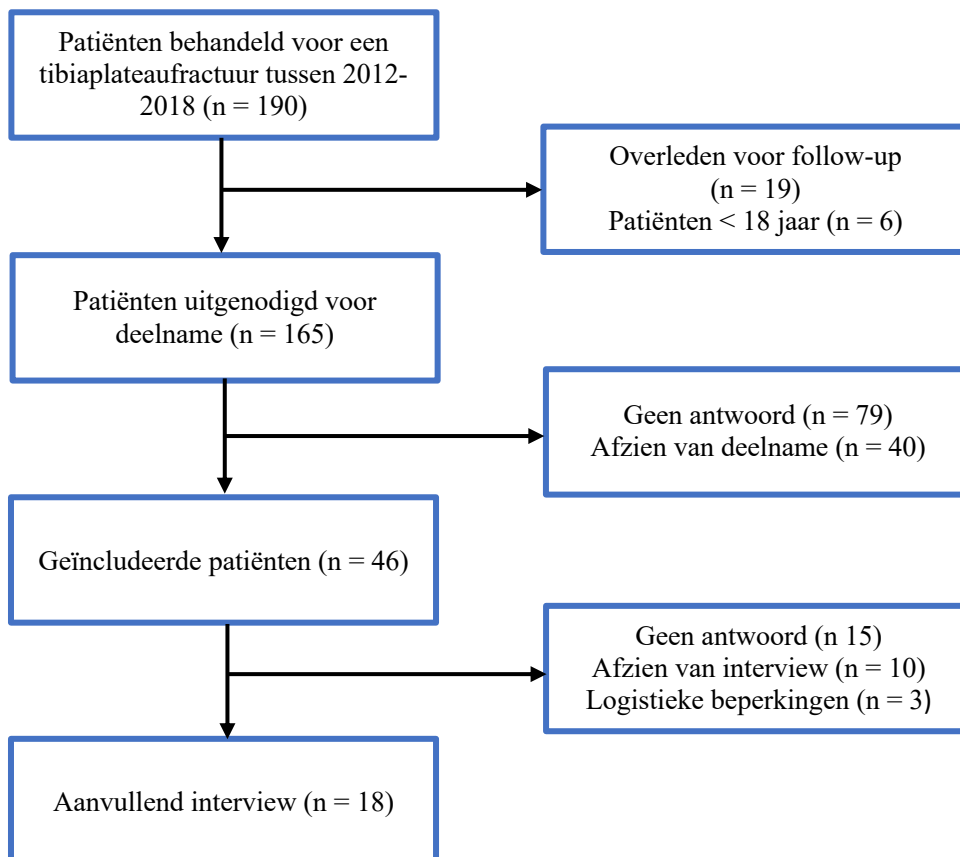 Patiënten behandeld voor een
tibiaplateaufractuur tussen 2012-
2018 (n = 190)
Overleden voor follow-up
(n = 19)
Patiënten < 18 jaar (n = 6)
Patiënten uitgenodigd voor
deelname (n = 165)
Geen antwoord (n = 79)
Afzien van deelname (n = 40)
Geïncludeerde patiënten (n = 46)
Geen antwoord (n 15)
Afzien van interview (n = 10)
Logistieke beperkingen (n = 3)
Aanvullend interview (n = 18)